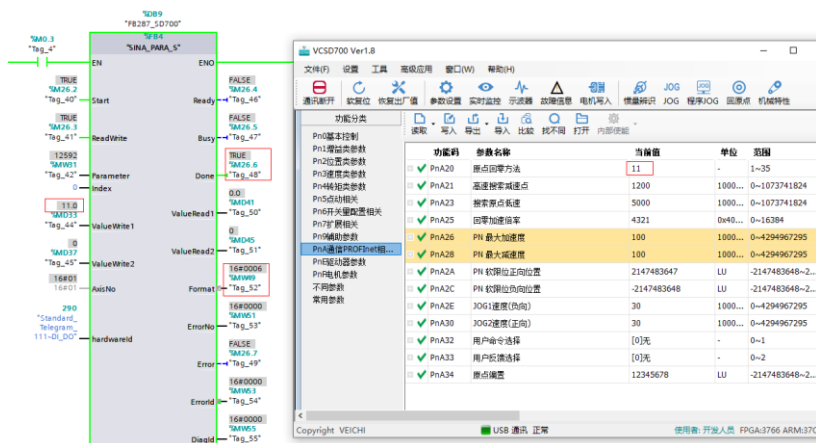 %DB9
"FB287_SD700"
%FB4
"SINA_PARA_S"
%M0.3
"Tag_4"
EN
ENO
TRUE
%M26.2
"Tag_40"
Start
FALSE
%M26.4
Ready
"Tag_46"
TRUE
%M26.3
"Tag_41"
ReadWrite
FALSE
%M26.5
Busy
"Tag_47"
12592
%MW31
"Tag_42"
Parameter
TRUE
%M26.6
Done
"Tag_48"
0
Index
11.0
%MD33
"Tag_44"
ValueWrite1
0.0
%MD41
ValueRead1
"Tag_50"
0
%MD37
"Tag_45"
ValueWrite2
0
%MD45
ValueRead2
"Tag_51"
16#01
16#01
AxisNo
16#0006
%MW49
Format
"Tag_52"
290
"Standard_
Telegram_
111~DI_DO"
hardwareId
16#0000
%MW51
ErrorNo
"Tag_53"
FALSE
%M26.7
Error
"Tag_49"
16#0000
%MW53
ErrorId
"Tag_54"
16#0000
%MW55
DiagId
"Tag_55"
VCSD700 Ver1.8
文件(F) 设置 工具 高级应用 窗口(W) 帮助(H)
通讯断开 软复位 恢复出厂值 参数设置 实时监控 示波器 故障信息 电机写入 惯量辨识 JOG 程序JOG 回原点 机械特性
功能分类
Pn0基本控制
Pn1增益类参数
Pn2位置类参数
Pn3速度类参数
Pn4转矩类参数
Pn5点动相关
Pn6开关量配置相关
Pn7扩展相关
Pn9辅助参数
PnA通信PROFINet相...
PnE驱动器参数
PnF电机参数
不同参数
常用参数
读取 写入 导出 导入 比较 找不同 打开 内部使能
功能码 参数名称 当前值 单位 范围
PnA20 原点回零方法 11 - 1~35
PnA21 高速搜索减速点 1200 1000... 0~1073741824
PnA23 搜索原点低速 5000 1000... 0~1073741824
PnA25 回零加速倍率 4321 0x40... 0~16384
PnA26 PN 最大加速度 100 1000... 0~4294967295
PnA28 PN 最大减速度 100 1000... 0~4294967295
PnA2A PN 软限位正向位置 2147483647 LU -2147483648~2...
PnA2C PN 软限位负向位置 -2147483648 LU -2147483648~2...
PnA2E JOG1速度(负向) 30 1000... 0~4294967295
PnA30 JOG2速度(正向) 30 1000... 0~4294967295
PnA32 用户命令选择 [0]无 - 0~1
PnA33 用户反馈选择 [0]无 - 0~2
PnA34 原点偏置 12345678 LU -2147483648~2...
Copyright VEICHI
USB 通讯 正常
使用者: 开发人员 FPGA:3766 ARM:370